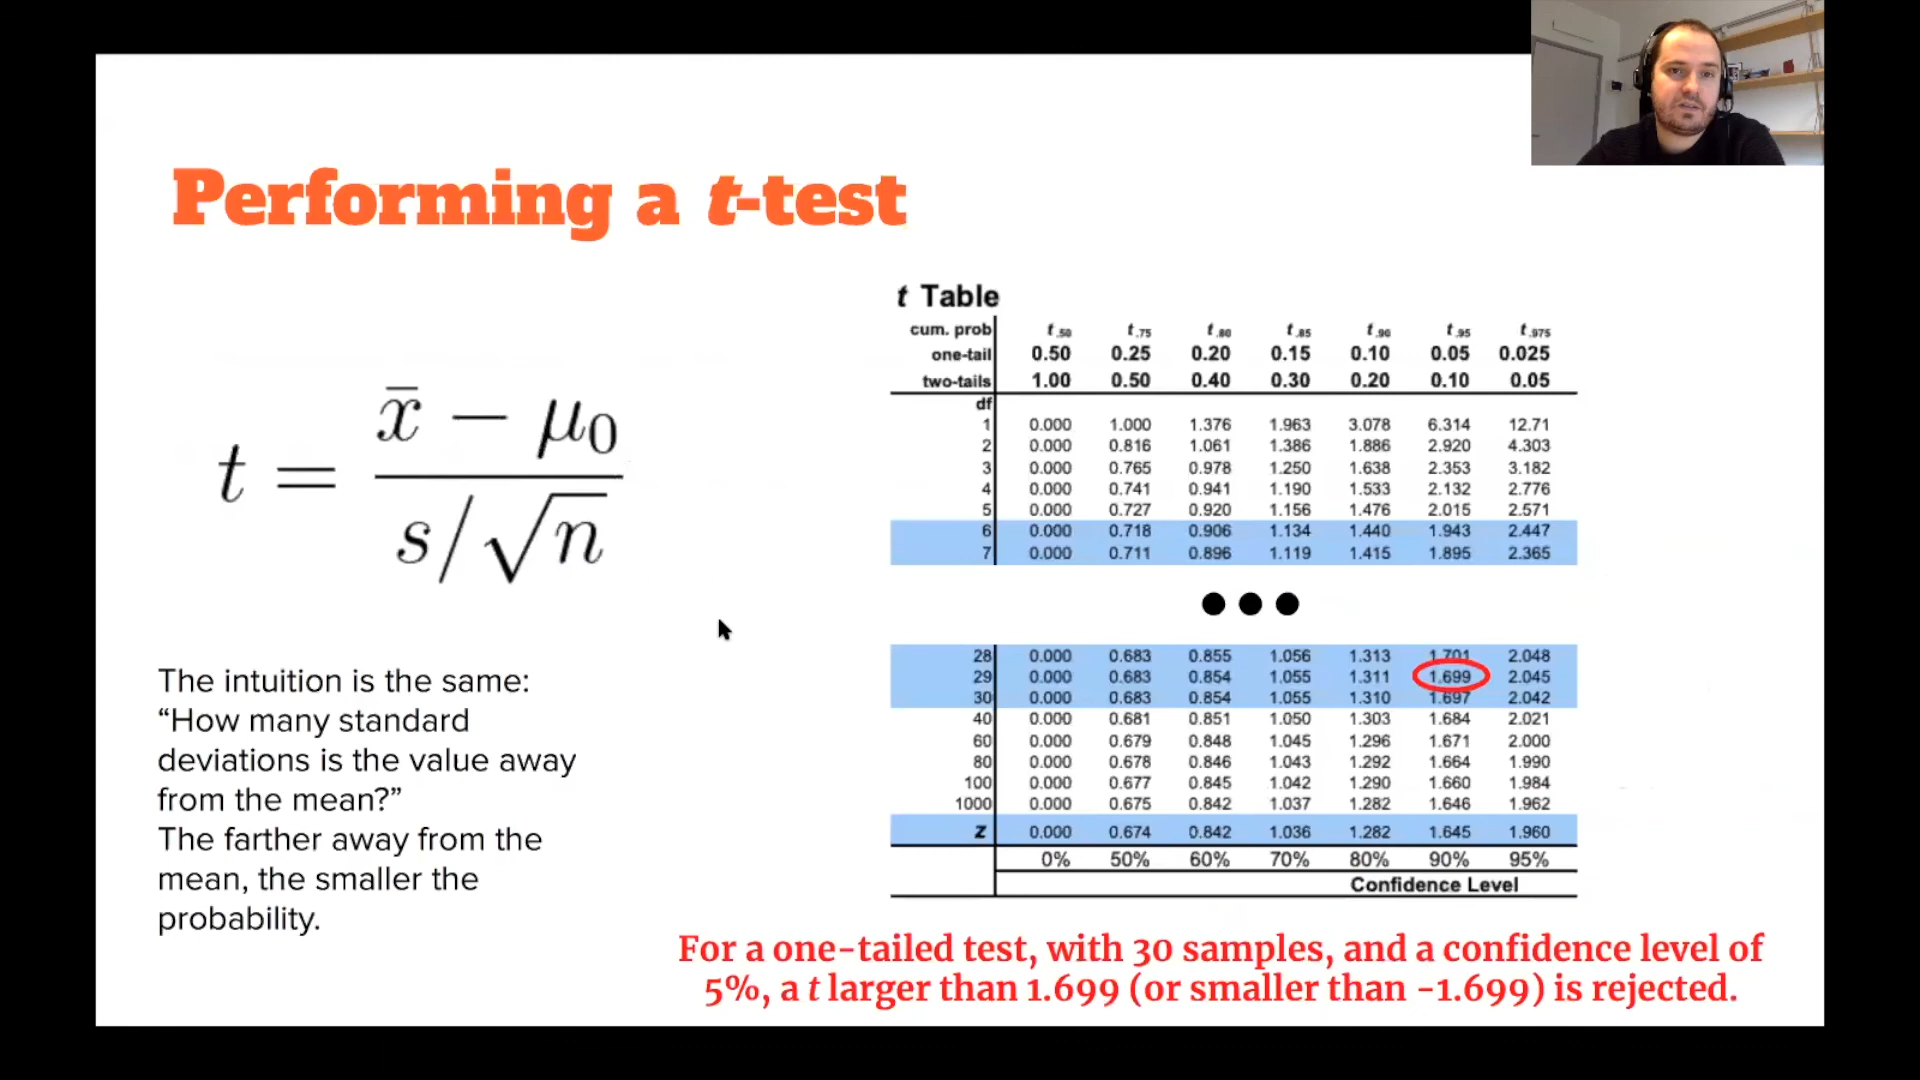 Performing a t-test
t = x̄ − μ0 / s/√n
The intuition is the same:
“How many standard
deviations is the value away
from the mean?”
The farther away from the
mean, the smaller the
probability.
t Table
cum. prob t.50 t.75 t.80 t.85 t.90 t.95 t.975
one-tail 0.50 0.25 0.20 0.15 0.10 0.05 0.025
two-tails 1.00 0.50 0.40 0.30 0.20 0.10 0.05
df
1 0.000 1.000 1.376 1.963 3.078 6.314 12.71
2 0.000 0.816 1.061 1.386 1.886 2.920 4.303
3 0.000 0.765 0.978 1.250 1.638 2.353 3.182
4 0.000 0.741 0.941 1.190 1.533 2.132 2.776
5 0.000 0.727 0.920 1.156 1.476 2.015 2.571
6 0.000 0.718 0.906 1.134 1.440 1.943 2.447
7 0.000 0.711 0.896 1.119 1.415 1.895 2.365
28 0.000 0.683 0.855 1.056 1.313 1.701 2.048
29 0.000 0.683 0.854 1.055 1.311 1.699 2.045
30 0.000 0.683 0.854 1.055 1.310 1.697 2.042
40 0.000 0.681 0.851 1.050 1.303 1.684 2.021
60 0.000 0.679 0.848 1.045 1.296 1.671 2.000
80 0.000 0.678 0.846 1.043 1.292 1.664 1.990
100 0.000 0.677 0.845 1.042 1.290 1.660 1.984
1000 0.000 0.675 0.842 1.037 1.282 1.646 1.962
z 0.000 0.674 0.842 1.036 1.282 1.645 1.960
0% 50% 60% 70% 80% 90% 95%
Confidence Level
For a one-tailed test, with 30 samples, and a confidence level of
5%, a t larger than 1.699 (or smaller than -1.699) is rejected.